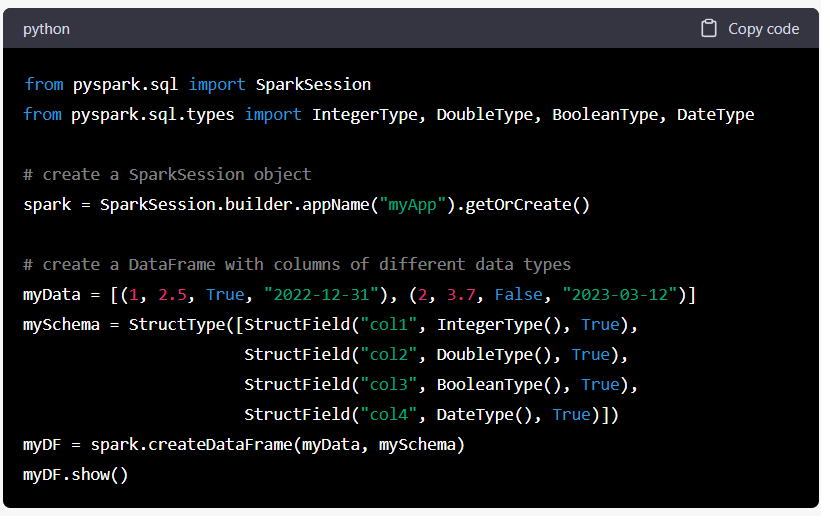 python
Copy code
from pyspark.sql import SparkSession
from pyspark.sql.types import IntegerType, DoubleType, BooleanType, DateType
# create a SparkSession object
spark = SparkSession.builder.appName("myApp").getOrCreate()
# create a DataFrame with columns of different data types
myData = [(1, 2.5, True, "2022-12-31"), (2, 3.7, False, "2023-03-12")]
mySchema = StructType([StructField("col1", IntegerType(), True),
StructField("col2", DoubleType(), True),
StructField("col3", BooleanType(), True),
StructField("col4", DateType(), True)])
myDF = spark.createDataFrame(myData, mySchema)
myDF.show()